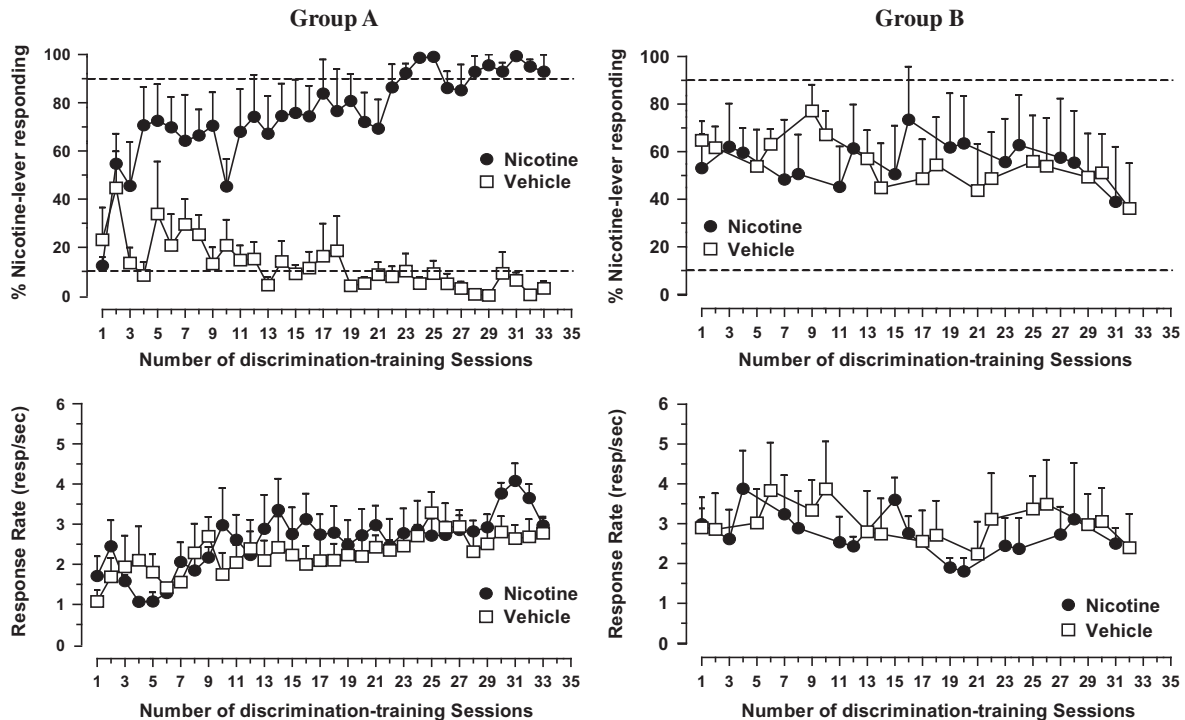 Group A
% Nicotine-lever responding
100
80
60
40
20
0
Nicotine
Vehicle
1 3 5 7 9 11 13 15 17 19 21 23 25 27 29 31 33 35
Number of discrimination-training Sessions
Group B
% Nicotine-lever responding
100
80
60
40
20
0
Nicotine
Vehicle
1 3 5 7 9 11 13 15 17 19 21 23 25 27 29 31 33 35
Number of discrimination-training Sessions
Response Rate (resp/sec)
6
5
4
3
2
1
0
Nicotine
Vehicle
1 3 5 7 9 11 13 15 17 19 21 23 25 27 29 31 33 35
Number of discrimination-training Sessions
Response Rate (resp/sec)
6
5
4
3
2
1
0
Nicotine
Vehicle
1 3 5 7 9 11 13 15 17 19 21 23 25 27 29 31 33 35
Number of discrimination-training Sessions